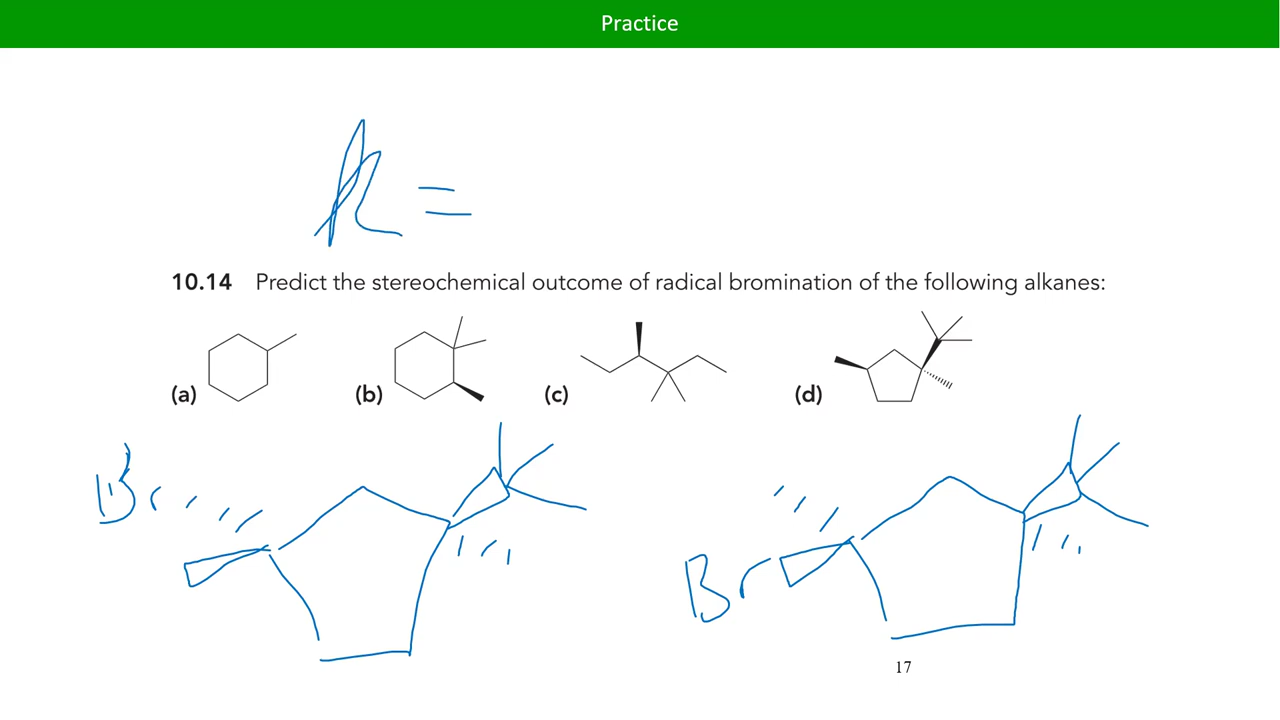 Practice
k =
10.14 Predict the stereochemical outcome of radical bromination of the following alkanes:
(a) (b) (c) (d)
Br
Br
17